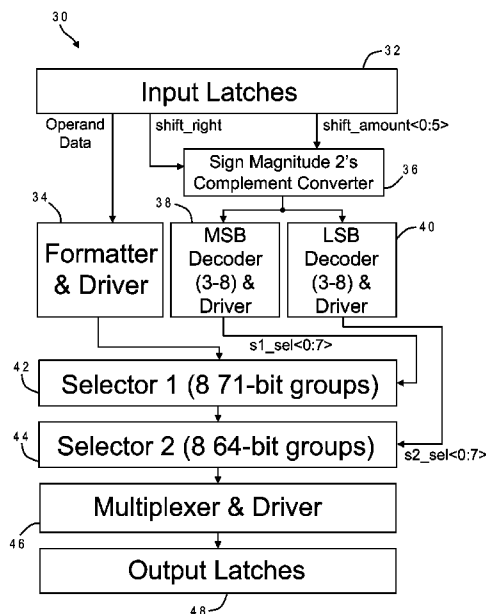 30
32
Input Latches
Operand
Data
shift_right
shift_amount<0:5>
Sign Magnitude 2's
Complement Converter
36
34
38
40
Formatter
& Driver
MSB
Decoder
(3-8) &
Driver
LSB
Decoder
(3-8) &
Driver
s1_sel<0:7>
42
Selector 1 (8 71-bit groups)
44
Selector 2 (8 64-bit groups)
s2_sel<0:7>
Multiplexer & Driver
46
Output Latches
48